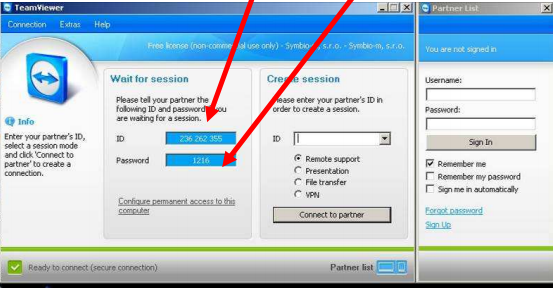 TeamViewer
Connection Extras Help
Free license (non-commercial use only) - Symbio-m, s.r.o. - Symbio-m, s.r.o.
Info
Enter your partner's ID,
select a session mode
and click 'Connect to
partner' to create a
connection.
Wait for session
Please tell your partner the
following ID and password if you
are waiting for a session.
ID 236 262 355
Password 1216
Configure permanent access to this
computer
Create session
Please enter your partner's ID in
order to create a session.
ID
Remote support
Presentation
File transfer
VPN
Connect to partner
Ready to connect (secure connection)
Partner list
Partner List
You are not signed in
Username:
Password:
Sign In
Remember me
Remember my password
Sign me in automatically
Forgot password
Sign Up